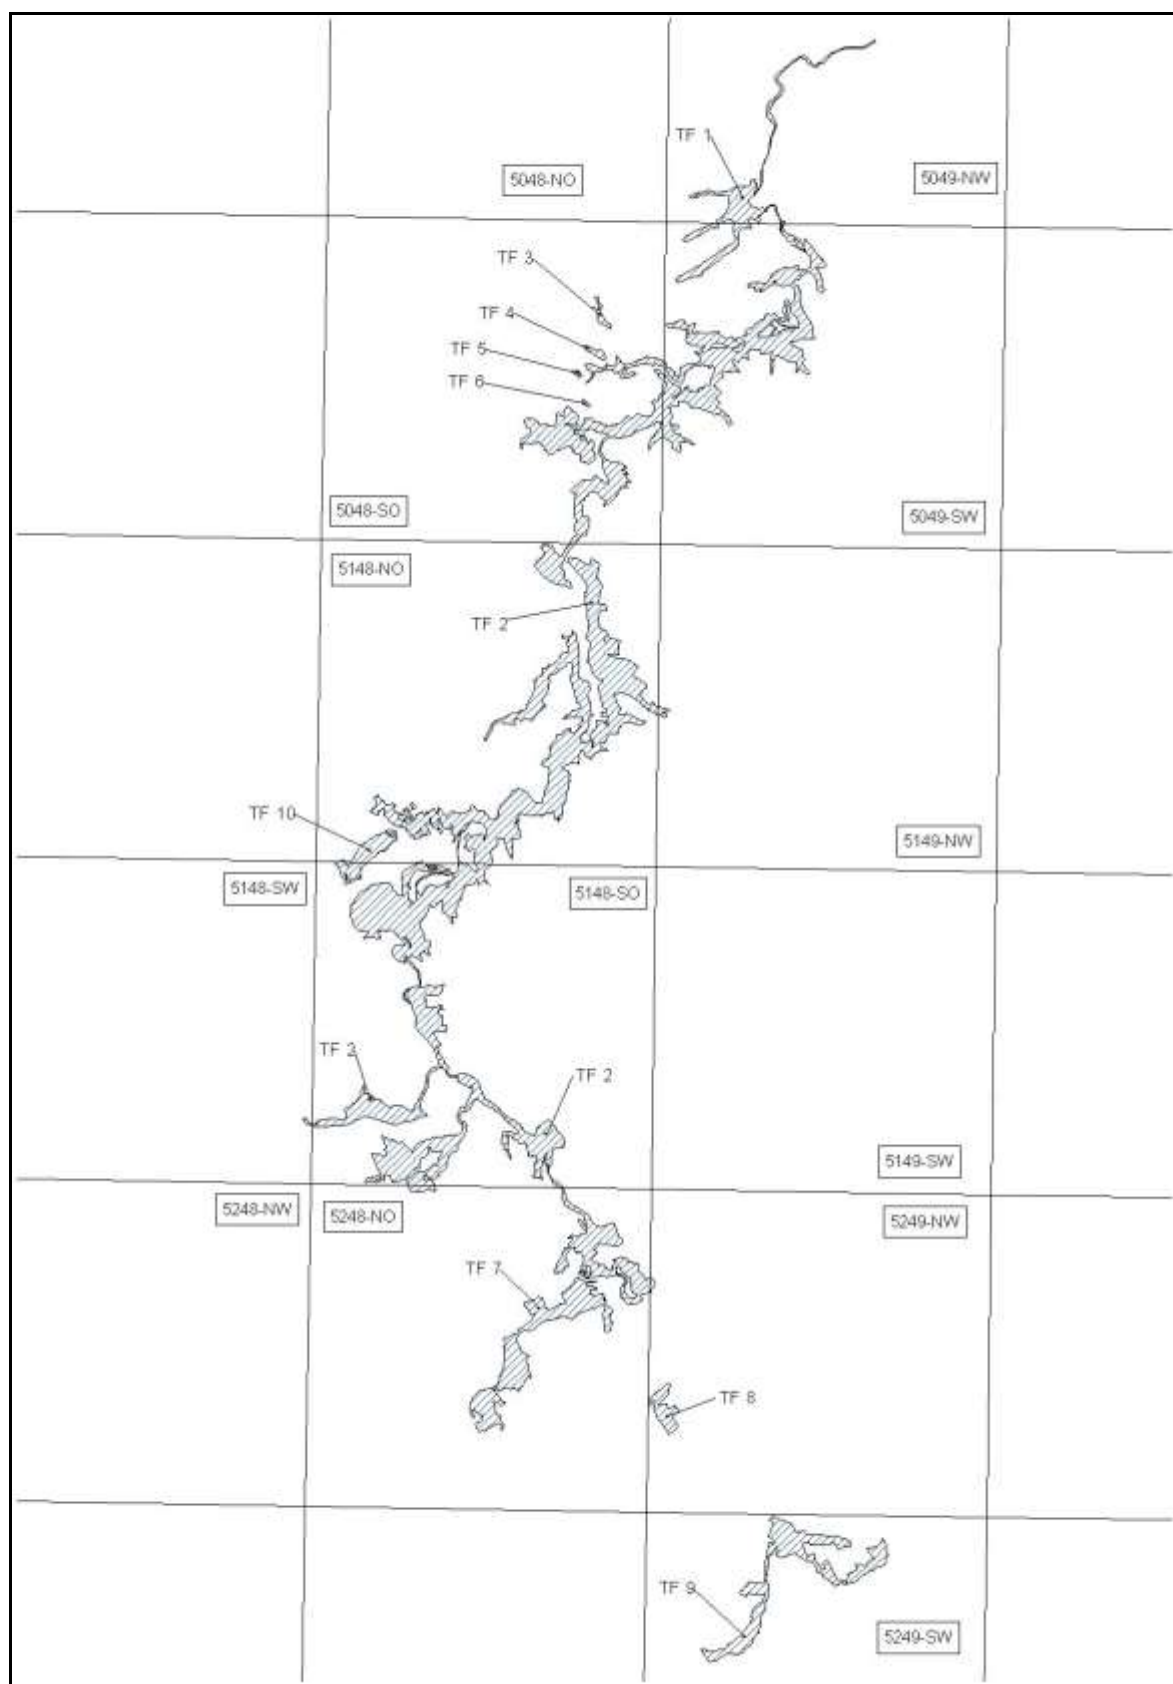 TF 1
5048-NO
5049-NW
TF 3
TF 4
TF 5
TF 6
5048-SO
5049-SW
5148-NO
TF 2
TF 10
5149-NW
5148-SW
5148-SO
TF 2
TF 2
5149-SW
5248-NW
5248-NO
5249-NW
TF 7
TF 8
TF 9
5249-SW